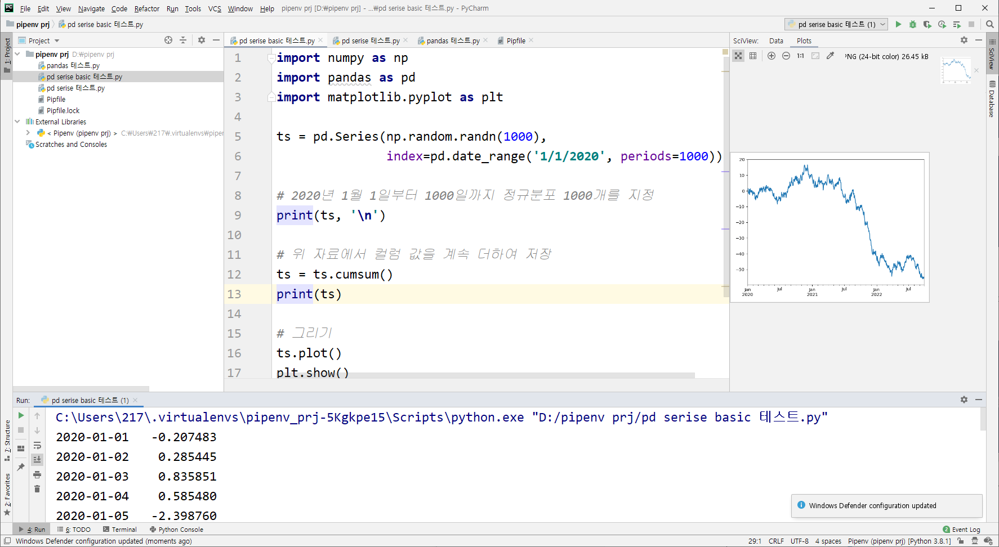 PC File Edit View Navigate Code Refactor Run Tools VCS Window Help pipenv prj [D:₩pipenv prj] - ...₩pd serise basic 테스트.py - PyCharm
pipenv prj pd serise basic 테스트.py pd serise basic 테스트 (1)
1: Project
Project
pipenv prj D:₩pipenv prj
pandas 테스트.py
pd serise basic 테스트.py
pd serise 테스트.py
Pipfile
Pipfile.lock
External Libraries
< Pipenv (pipenv prj) > C:₩Users₩217₩.virtualenvs₩pipen
Scratches and Consoles
pd serise basic 테스트.py pd serise 테스트.py pandas 테스트.py Pipfile
1 import numpy as np
2 import pandas as pd
3 import matplotlib.pyplot as plt
4
5 ts = pd.Series(np.random.randn(1000),
6 index=pd.date_range('1/1/2020', periods=1000))
7
8 # 2020년 1월 1일부터 1000일까지 정규분포 1000개를 지정
9 print(ts, '\n')
10
11 # 위 자료에서 컬럼 값을 계속 더하여 저장
12 ts = ts.cumsum()
13 print(ts)
14
15 # 그리기
16 ts.plot()
17 plt.show()
SciView: Data Plots
1:1 PNG (24-bit color) 26.45 kB
SciView
Database
20
10
0
−10
−20
−30
−40
−50
Jan Jul Jan Jul Jan Jul
2020 2021 2022
Run: pd serise basic 테스트 (1)
C:\Users\217\.virtualenvs\pipenv_prj-5Kgkpe15\Scripts\python.exe "D:/pipenv prj/pd serise basic 테스트.py"
2020-01-01 -0.207483
2020-01-02 0.285445
2020-01-03 0.835851
2020-01-04 0.585480
2020-01-05 -2.398760
7: Structure
2: Favorites
Windows Defender configuration updated
4: Run 6: TODO Terminal Python Console 2 Event Log
Windows Defender configuration updated (moments ago) 29:1 CRLF UTF-8 4 spaces Pipenv (pipenv prj) [Python 3.8.1]